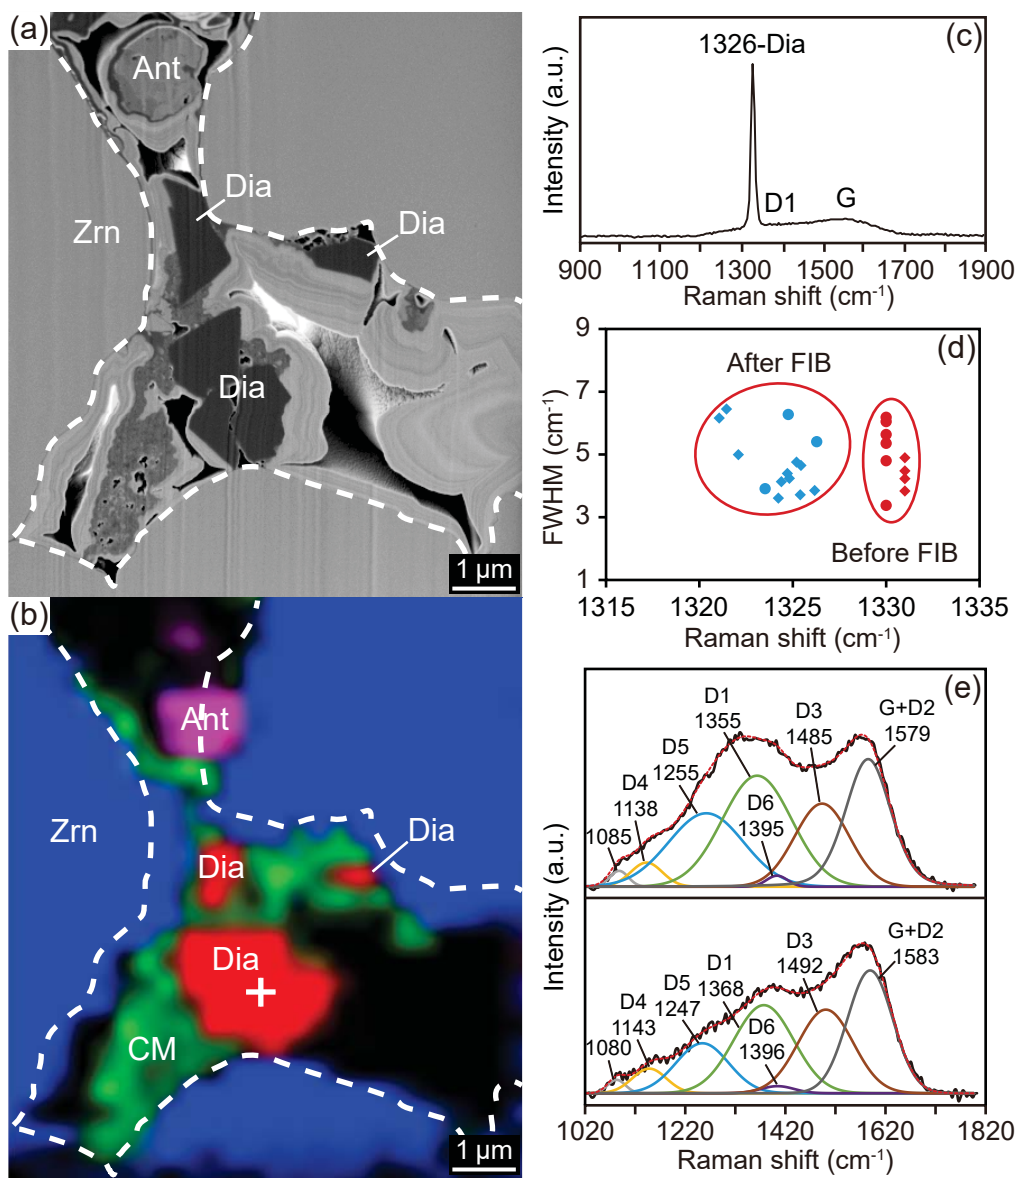 (a)
Ant
Dia
Dia
Zrn
Dia
1 μm
(b)
Ant
Zrn
Dia
Dia
Dia
CM
1 μm
(c)
1326-Dia
D1
G
Intensity (a.u.)
900 1100 1300 1500 1700 1900
Raman shift (cm⁻¹)
(d)
9
7
5
3
1
After FIB
Before FIB
FWHM (cm⁻¹)
1315 1320 1325 1330 1335
Raman shift (cm⁻¹)
(e)
D1
1355
D3
1485
G+D2
1579
D5
1255
D4
1138
D6
1395
1085
G+D2
1583
D3
1492
D1
1368
D5
1247
D4
1143
D6
1396
1080
Intensity (a.u.)
1020 1220 1420 1620 1820
Raman shift (cm⁻¹)